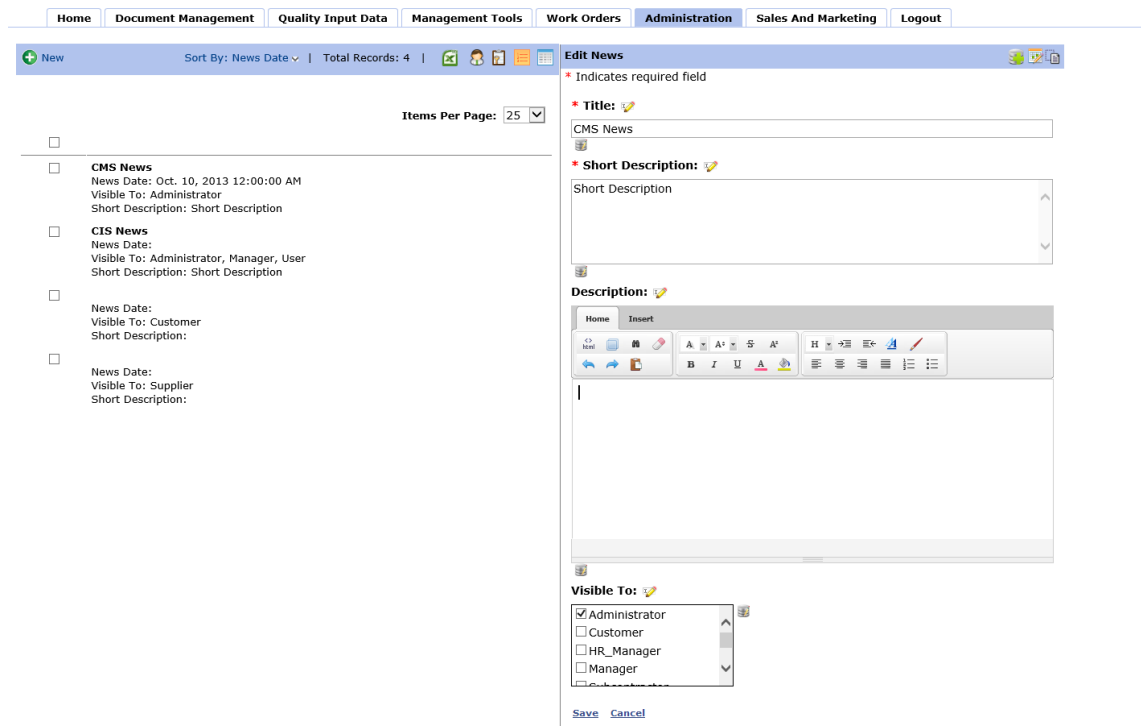 Home Document Management Quality Input Data Management Tools Work Orders Administration Sales And Marketing Logout
New Sort By: News Date | Total Records: 4 |
Items Per Page: 25
CMS News
News Date: Oct. 10, 2013 12:00:00 AM
Visible To: Administrator
Short Description: Short Description
CIS News
News Date:
Visible To: Administrator, Manager, User
Short Description: Short Description
News Date:
Visible To: Customer
Short Description:
News Date:
Visible To: Supplier
Short Description:
Edit News
* Indicates required field
* Title:
CMS News
* Short Description:
Short Description
Description:
Home Insert
html A A S A H
B I U A
Visible To:
Administrator
Customer
HR_Manager
Manager
Save Cancel